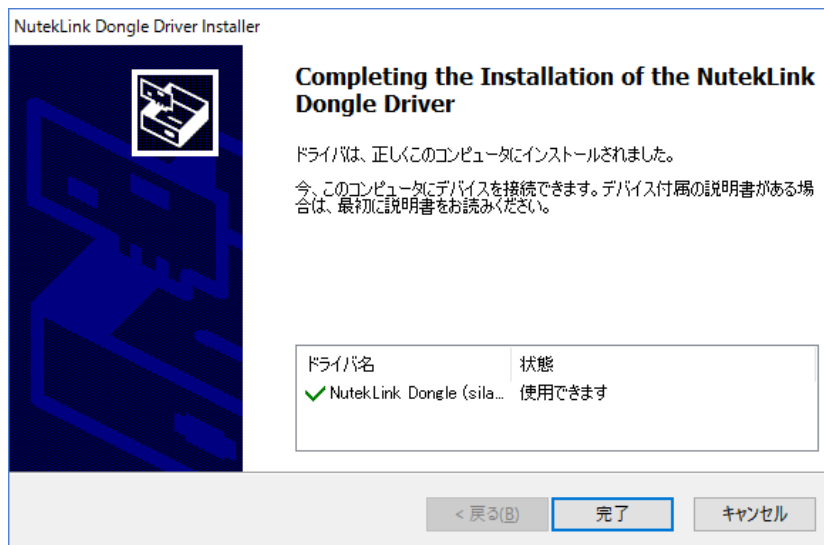 NutekLink Dongle Driver Installer
Completing the Installation of the NutekLink
Dongle Driver
ドライバは、正しくこのコンピュータにインストールされました。
今、このコンピュータにデバイスを接続できます。デバイス付属の説明書がある場
合は、最初に説明書をお読みください。
ドライバ名 状態
NutekLink Dongle (sila... 使用できます
< 戻る(B) 完了 キャンセル